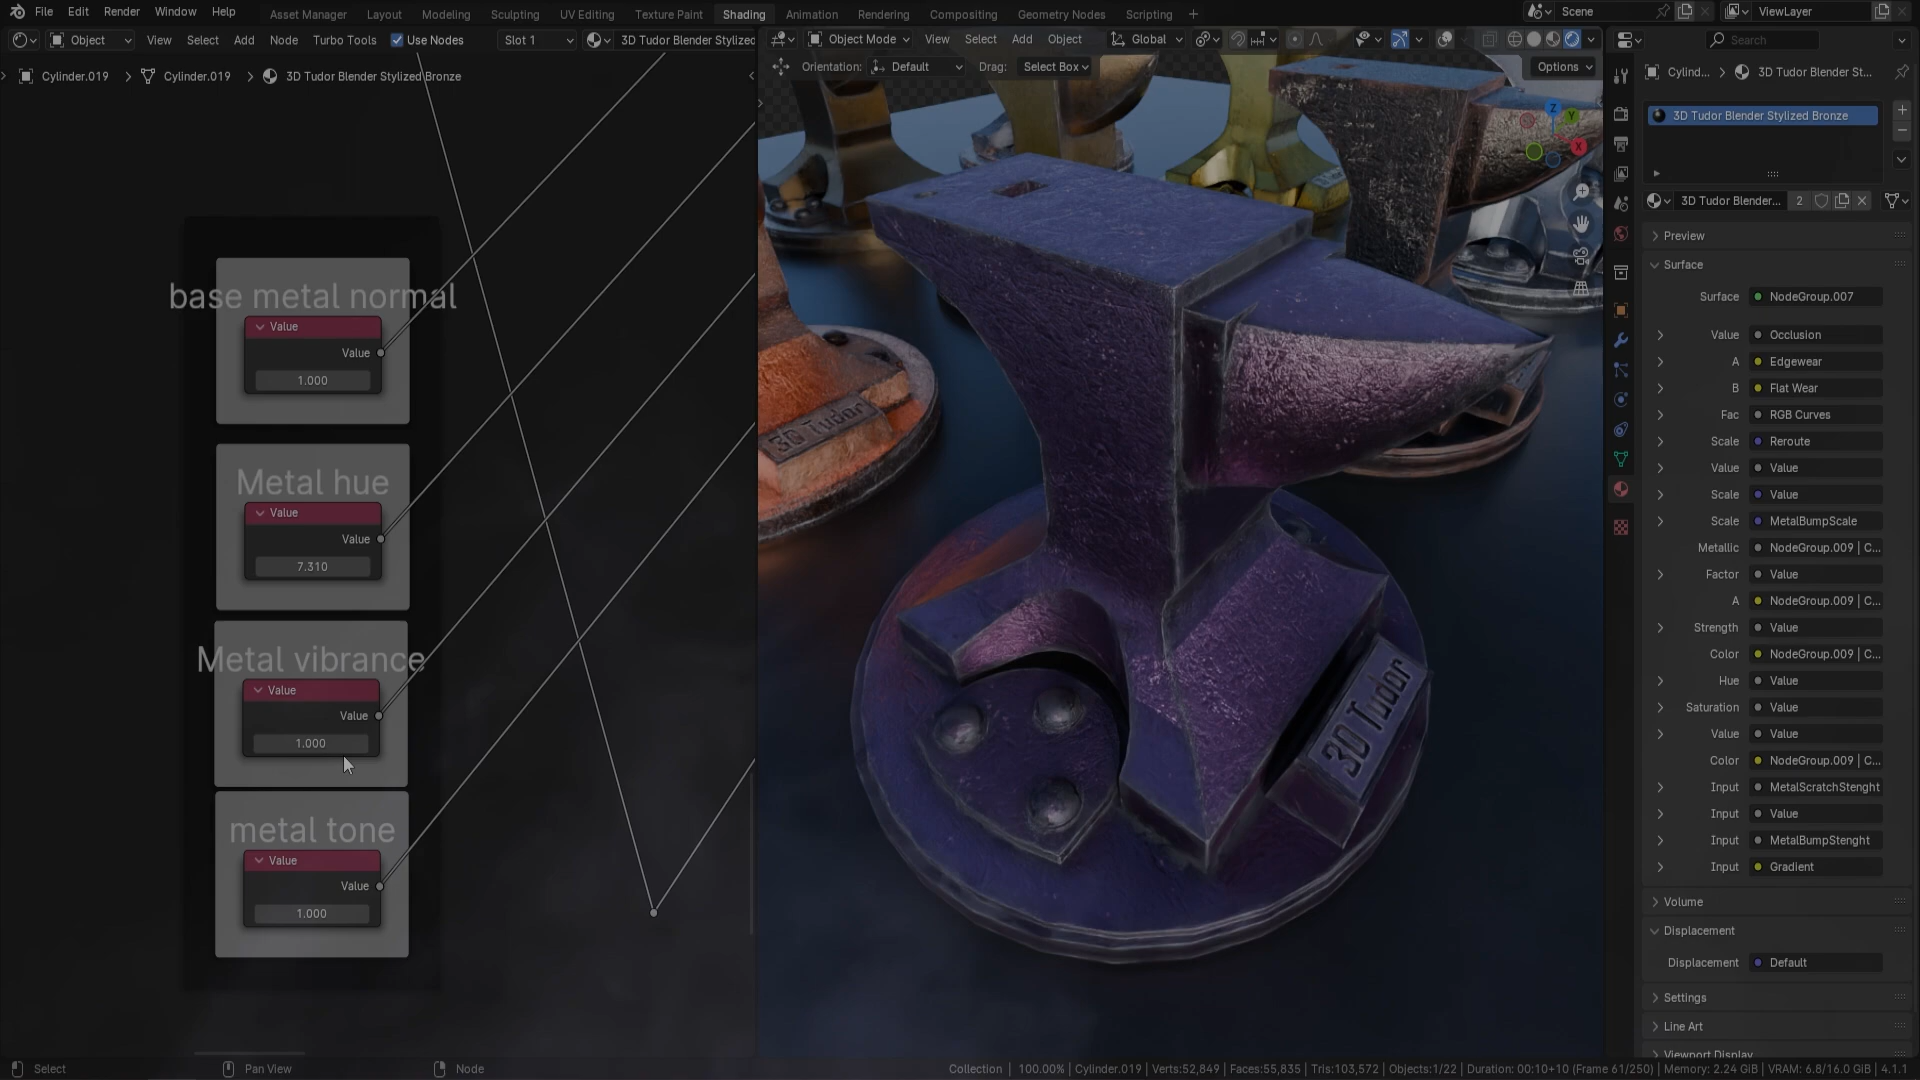 File Edit Render Window Help Asset Manager Layout Modeling Sculpting UV Editing Texture Paint Shading Animation Rendering Compositing Geometry Nodes Scripting + Scene ViewLayer
Object View Select Add Node Turbo Tools Use Nodes Slot 1 3D Tudor Blender Stylized
Object Mode View Select Add Object Global Search
Orientation: Default Drag: Select Box Options
Cylinder.019 > Cylinder.019 > 3D Tudor Blender Stylized Bronze
Cylind... > 3D Tudor Blender St...
3D Tudor Blender Stylized Bronze
3D Tudor Blender... 2
base metal normal
Value
Value
1.000
Metal hue
Value
Value
7.310
Metal vibrance
Value
Value
1.000
metal tone
Value
Value
1.000
Z
Y
X
3D Tudor
3D Tudor
Preview
Surface
Surface NodeGroup.007
Value Occlusion
A Edgewear
B Flat Wear
Fac RGB Curves
Scale Reroute
Value Value
Scale Value
Scale MetalBumpScale
Metallic NodeGroup.009 | C...
Factor Value
A NodeGroup.009 | C...
Strength Value
Color NodeGroup.009 | C...
Hue Value
Saturation Value
Value Value
Color NodeGroup.009 | C...
Input MetalScratchStenght
Input Value
Input MetalBumpStenght
Input Gradient
Volume
Displacement
Displacement Default
Settings
Line Art
Viewport Display
Select Pan View Node Collection | 100.00% | Cylinder.019 | Verts:52,849 | Faces:55,835 | Tris:103,572 | Objects:1/22 | Duration: 00:10+10 (Frame 61/250) | Memory: 2.24 GiB | VRAM: 6.8/16.0 GiB | 4.1.1